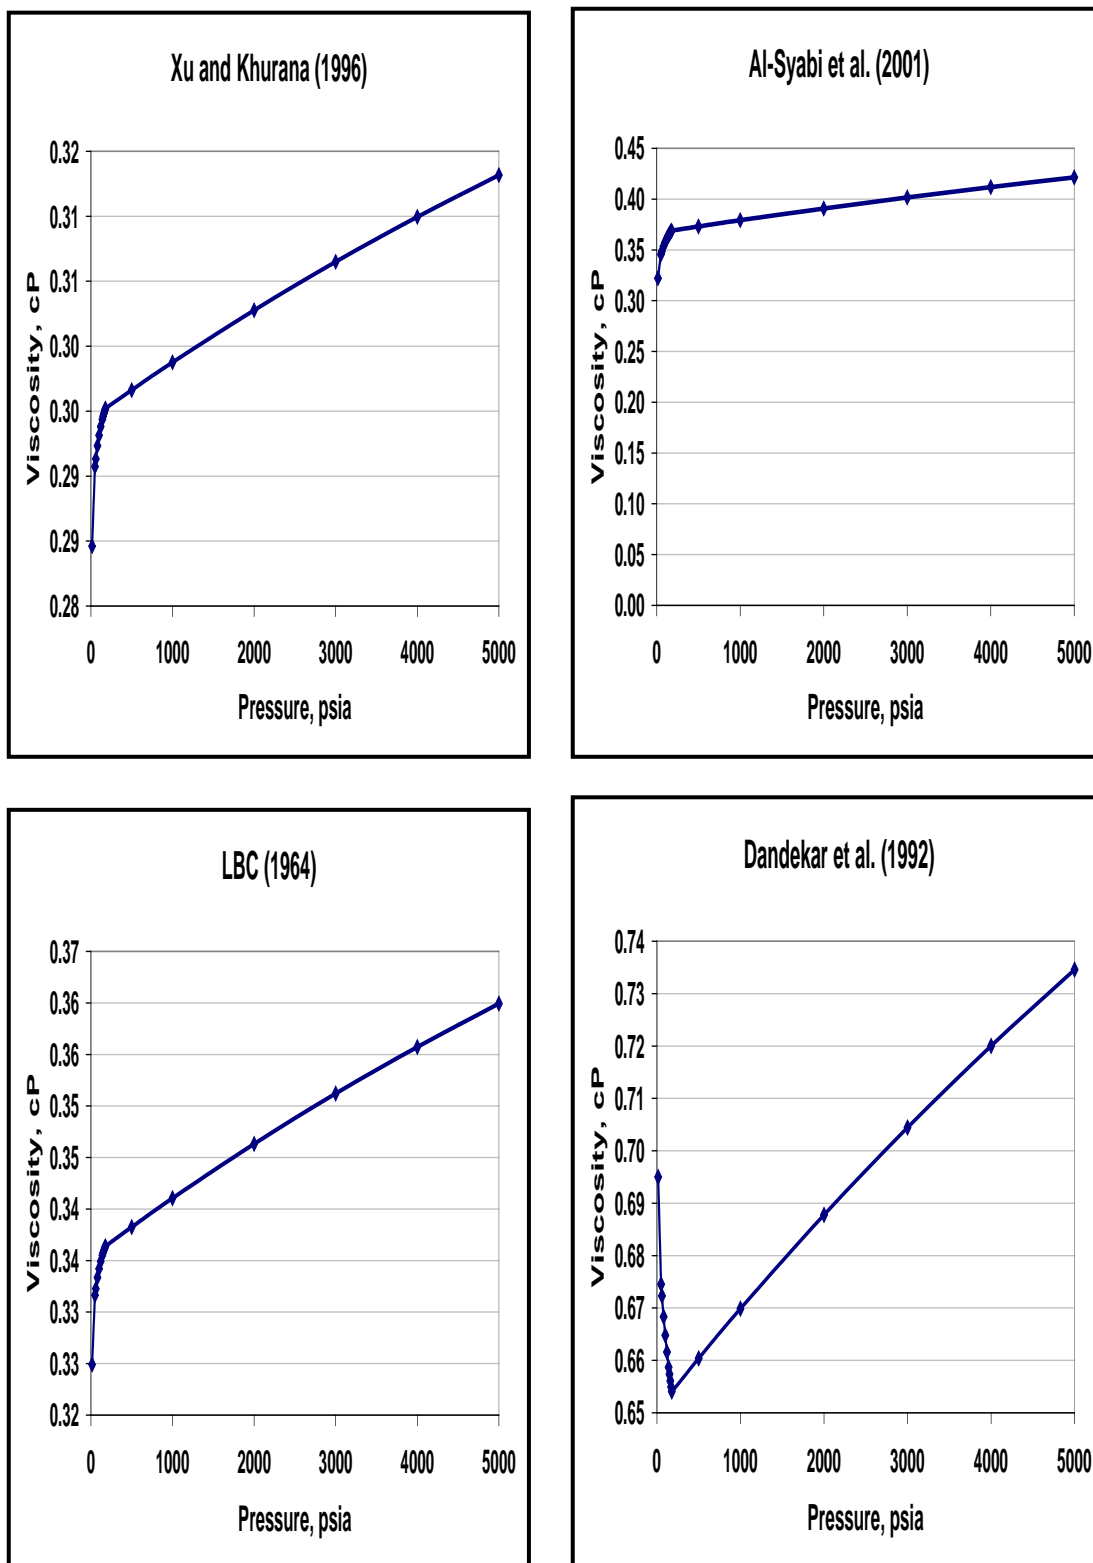 Xu and Khurana (1996)
0.32
0.31
0.31
0.30
0.30
0.29
0.29
0.28
Viscosity, cP
0 1000 2000 3000 4000 5000
Pressure, psia
Al-Syabi et al. (2001)
0.45
0.40
0.35
0.30
0.25
0.20
0.15
0.10
0.05
0.00
Viscosity, cP
0 1000 2000 3000 4000 5000
Pressure, psia
LBC (1964)
0.37
0.36
0.36
0.35
0.35
0.34
0.34
0.33
0.33
0.32
Viscosity, cP
0 1000 2000 3000 4000 5000
Pressure, psia
Dandekar et al. (1992)
0.74
0.73
0.72
0.71
0.70
0.69
0.68
0.67
0.66
0.65
Viscosity, cP
0 1000 2000 3000 4000 5000
Pressure, psia